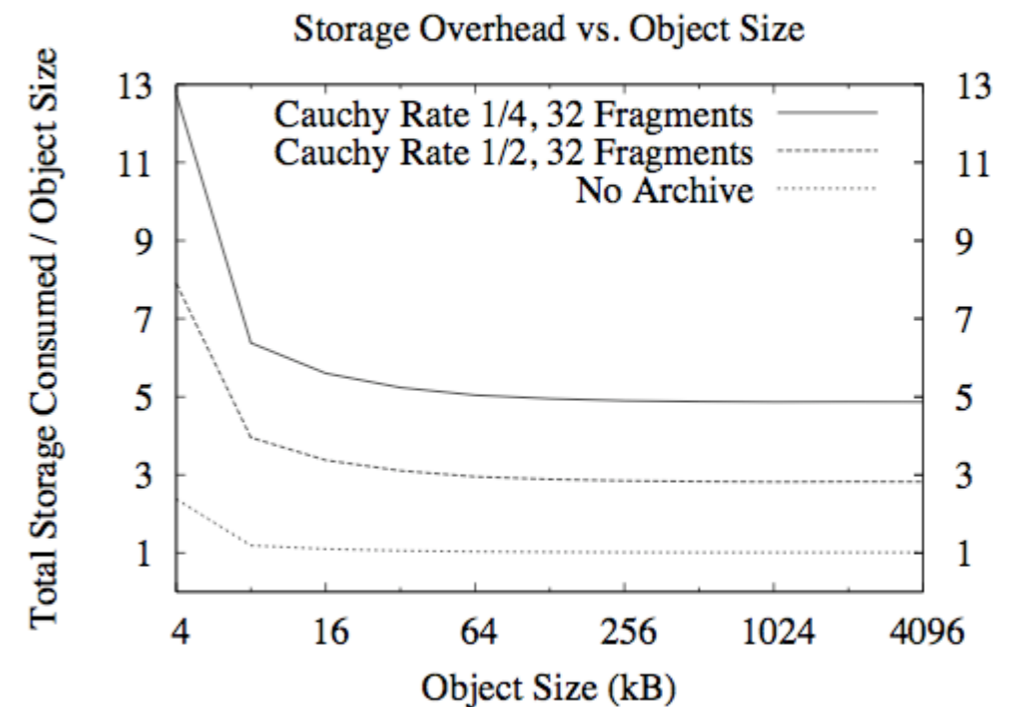 Storage Overhead vs. Object Size
Total Storage Consumed / Object Size
13
11
9
7
5
3
1
Cauchy Rate 1/4, 32 Fragments
Cauchy Rate 1/2, 32 Fragments
No Archive
13
11
9
7
5
3
1
4 16 64 256 1024 4096
Object Size (kB)